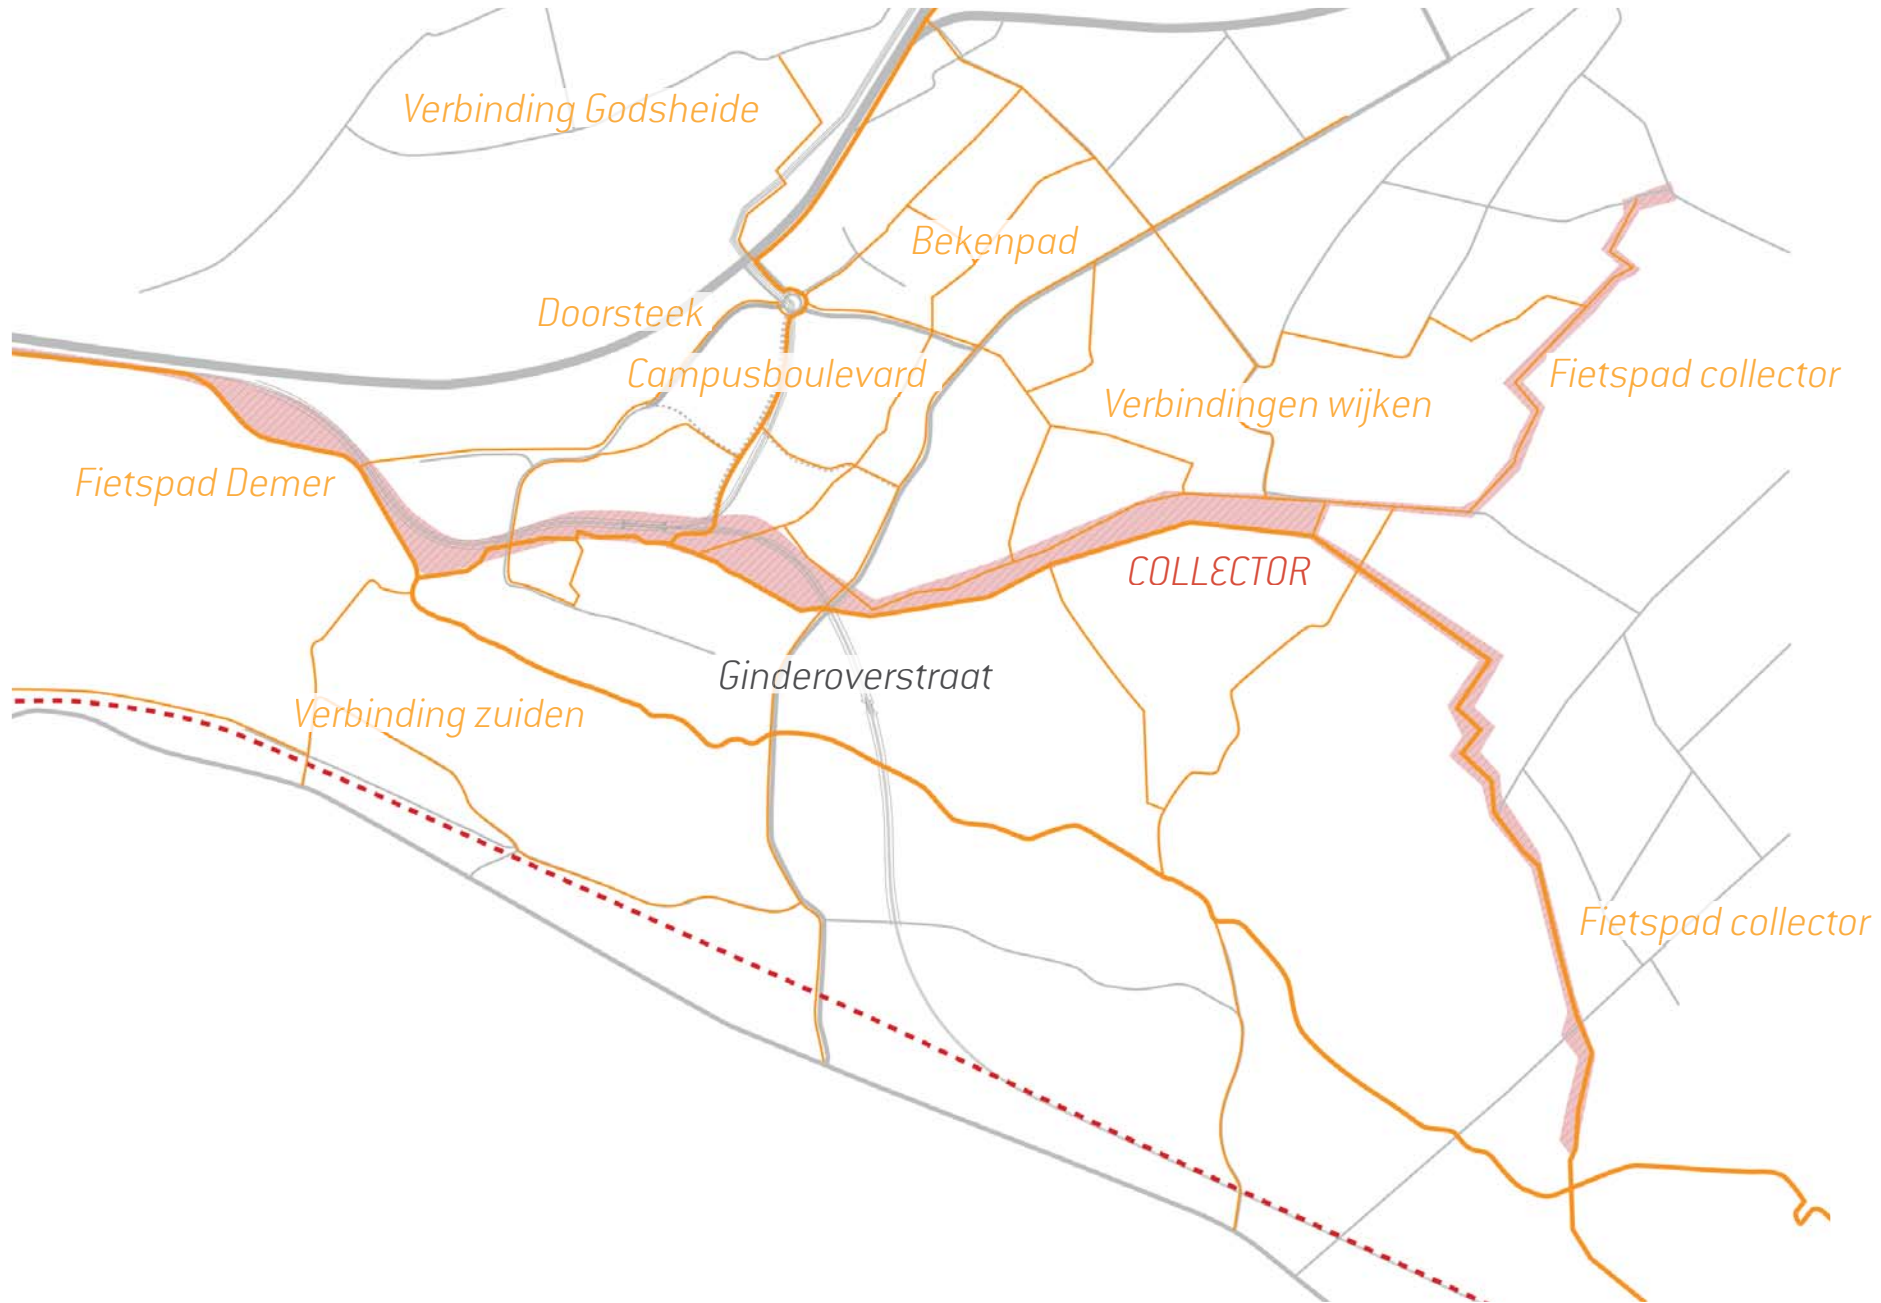 Verbinding Godsheide
Bekenpad
Doorsteek
Campusboulevard
Fietspad collector
Verbindingen wijken
Fietspad Demer
COLLECTOR
Ginderoverstraat
Verbinding zuiden
Fietspad collector